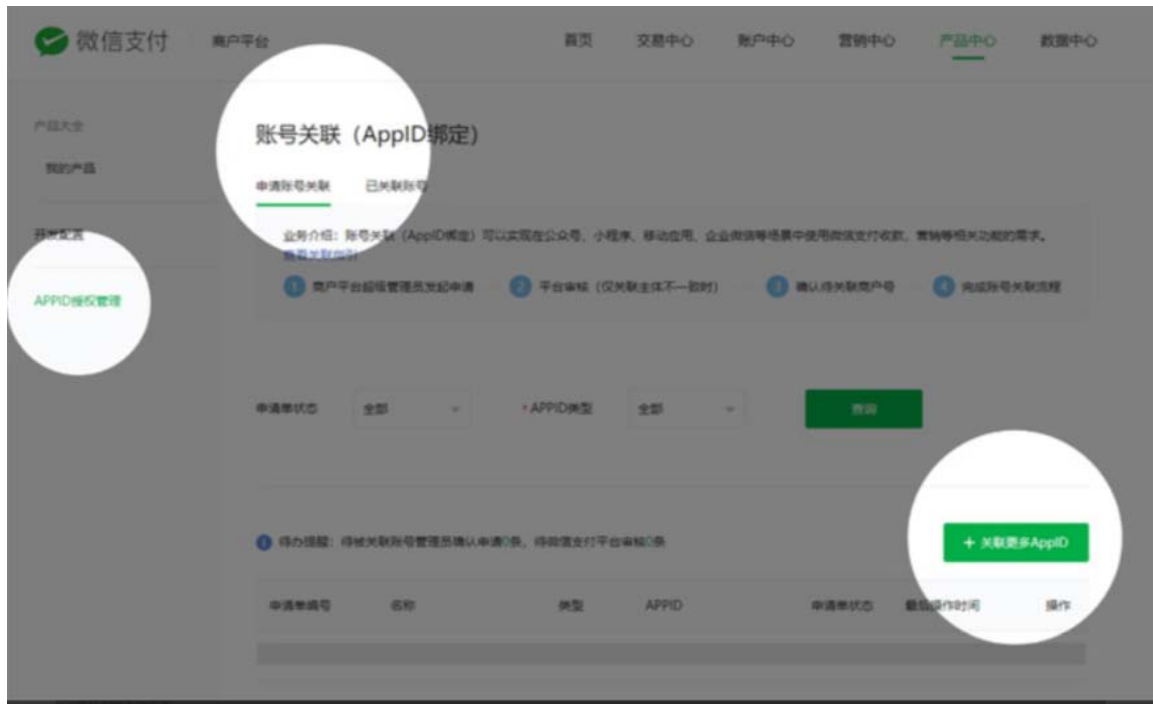 微信支付 商户平台 首页 交易中心 账户中心 营销中心 产品中心 数据中心
产品大全
我的产品
开发配置
APPID授权管理
账号关联（AppID绑定）
申请账号关联 已关联账号
业务介绍：账号关联（AppID绑定）可以实现在公众号、小程序、移动应用、企业微信等场景中使用微信支付收款、营销等相关功能的需求。
查看关联指引
1 商户平台超级管理员发起申请 2 平台审核（仅关联主体不一致时） 3 确认待关联商户号 4 完成账号关联流程
申请单状态 全部 *APPID类型 全部 查询
待办提醒：待被关联账号管理员确认申请0条，待微信支付平台审核0条
+ 关联更多AppID
申请单编号 名称 类型 APPID 申请单状态 最后操作时间 操作